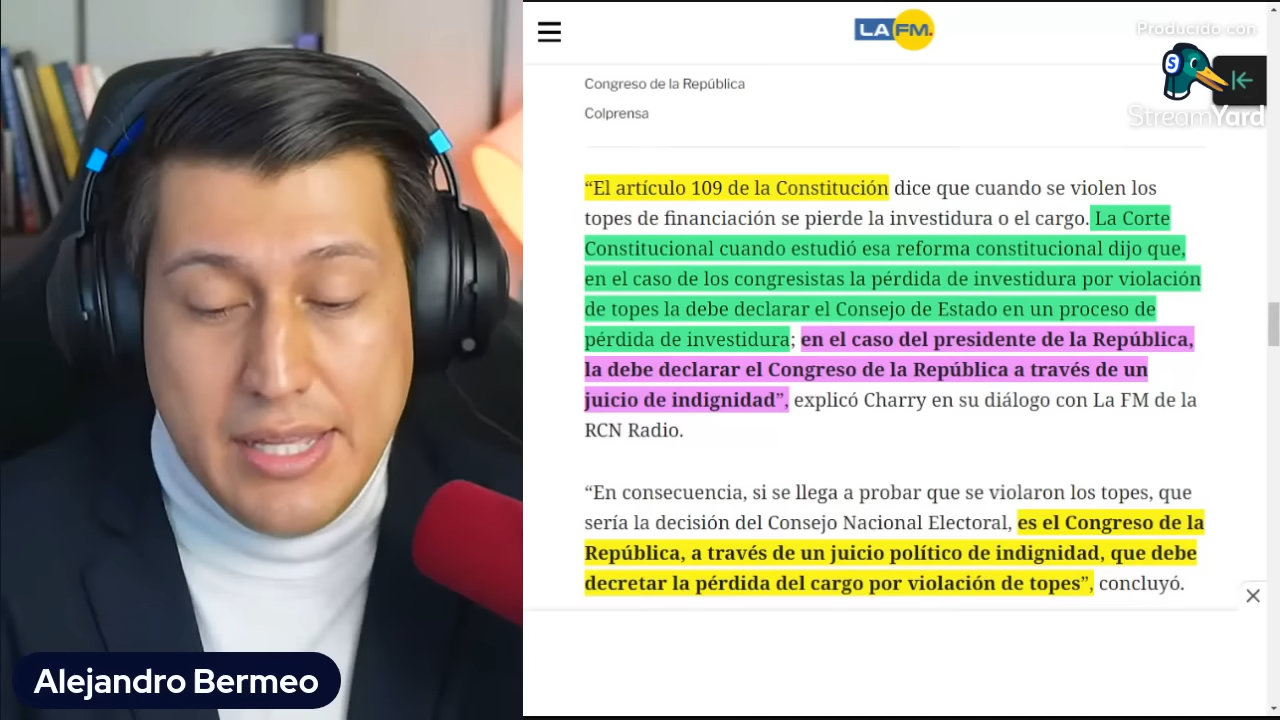 LA FM.
Producido con
StreamYard
S
Congreso de la República
Colprensa
“El artículo 109 de la Constitución dice que cuando se violen los
topes de financiación se pierde la investidura o el cargo. La Corte
Constitucional cuando estudió esa reforma constitucional dijo que,
en el caso de los congresistas la pérdida de investidura por violación
de topes la debe declarar el Consejo de Estado en un proceso de
pérdida de investidura; en el caso del presidente de la República,
la debe declarar el Congreso de la República a través de un
juicio de indignidad”, explicó Charry en su diálogo con La FM de la
RCN Radio.
“En consecuencia, si se llega a probar que se violaron los topes, que
sería la decisión del Consejo Nacional Electoral, es el Congreso de la
República, a través de un juicio político de indignidad, que debe
decretar la pérdida del cargo por violación de topes”, concluyó.
Alejandro Bermeo